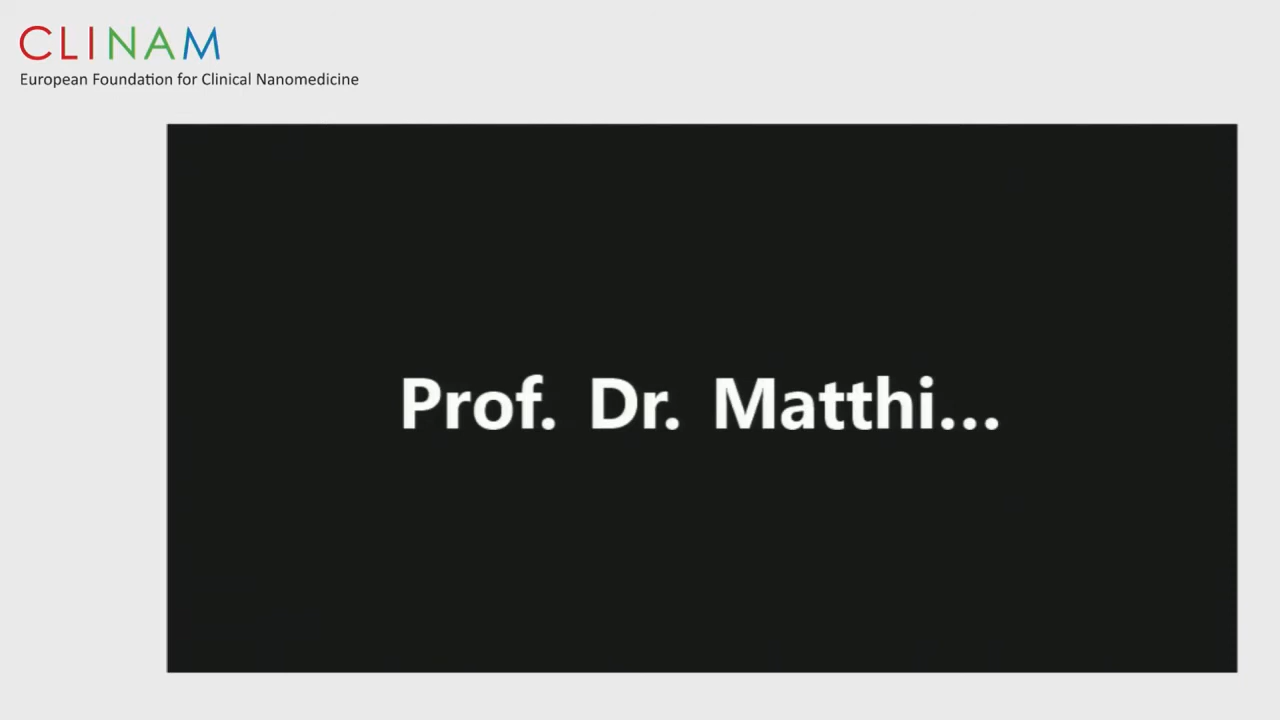 CLINAM
European Foundation for Clinical Nanomedicine
Prof. Dr. Matthi...